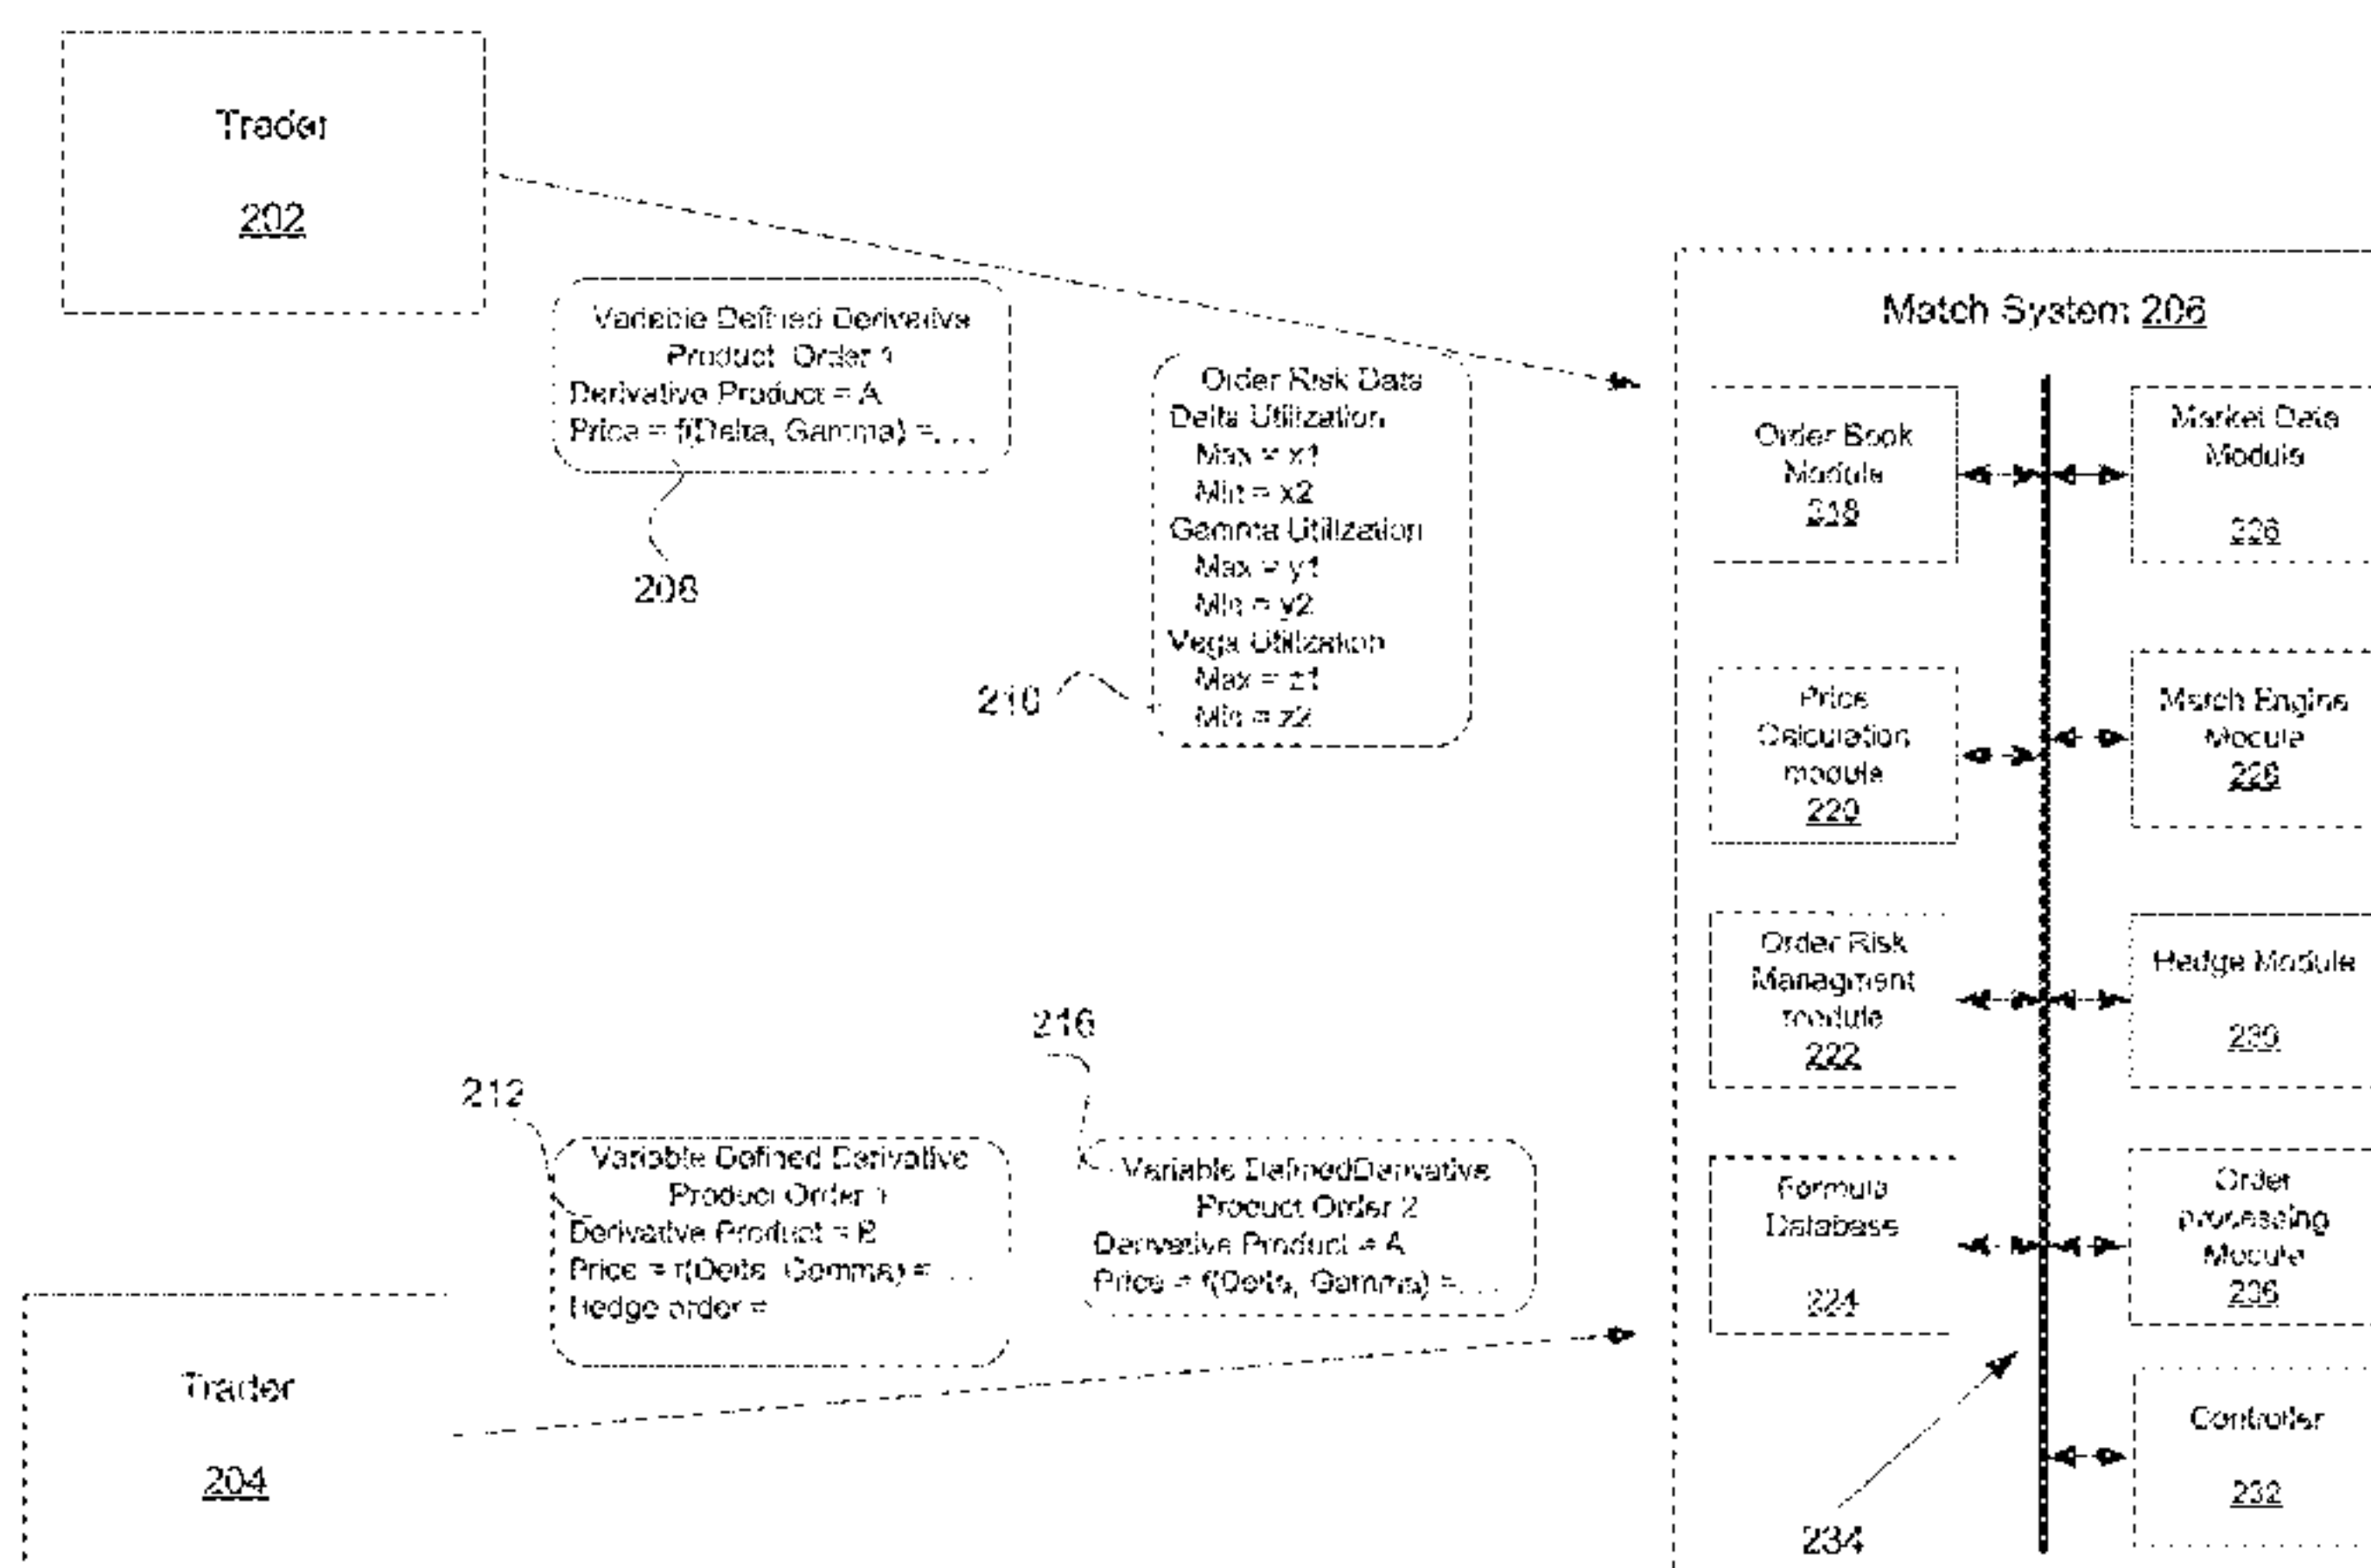 Trader
202
Variable Defined Derivative
Product Order 1
Derivative Product = A
Price = f(Delta, Gamma) = . . .
208
Order Risk Data
Delta Utilization
Max = x1
Min = x2
Gamma Utilization
Max = y1
Min = y2
Vega Utilization
Max = z1
Min = z2
210
212
Variable Defined Derivative
Product Order 1
Derivative Product = B
Price = f(Delta, Gamma) = . . .
Hedge order =
216
Variable DefinedDerivative
Product Order 2
Derivative Product = A
Price = f(Delta, Gamma) = . . .
Trader
204
Match System 206
Order Book
Module
218
Market Data
Module
226
Price
Calculation
module
220
Match Engine
Module
Order Risk
Managment
module
222
Hedge Module
230
Formula
Database
224
Order
processing
Module
236
Controller
232
234